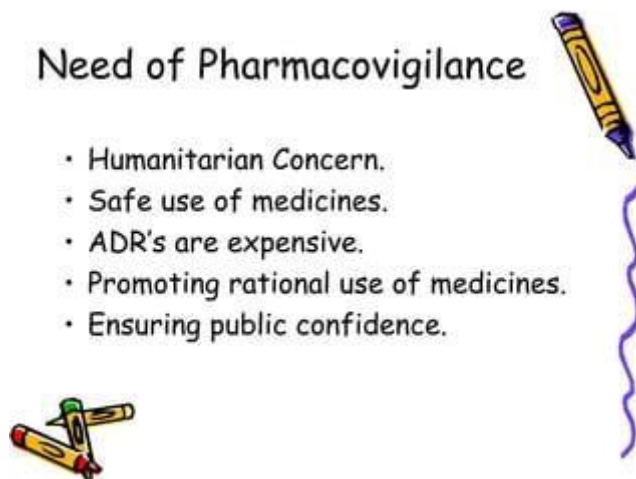 Need of Pharmacovigilance
• Humanitarian Concern.
• Safe use of medicines.
• ADR's are expensive.
• Promoting rational use of medicines.
• Ensuring public confidence.